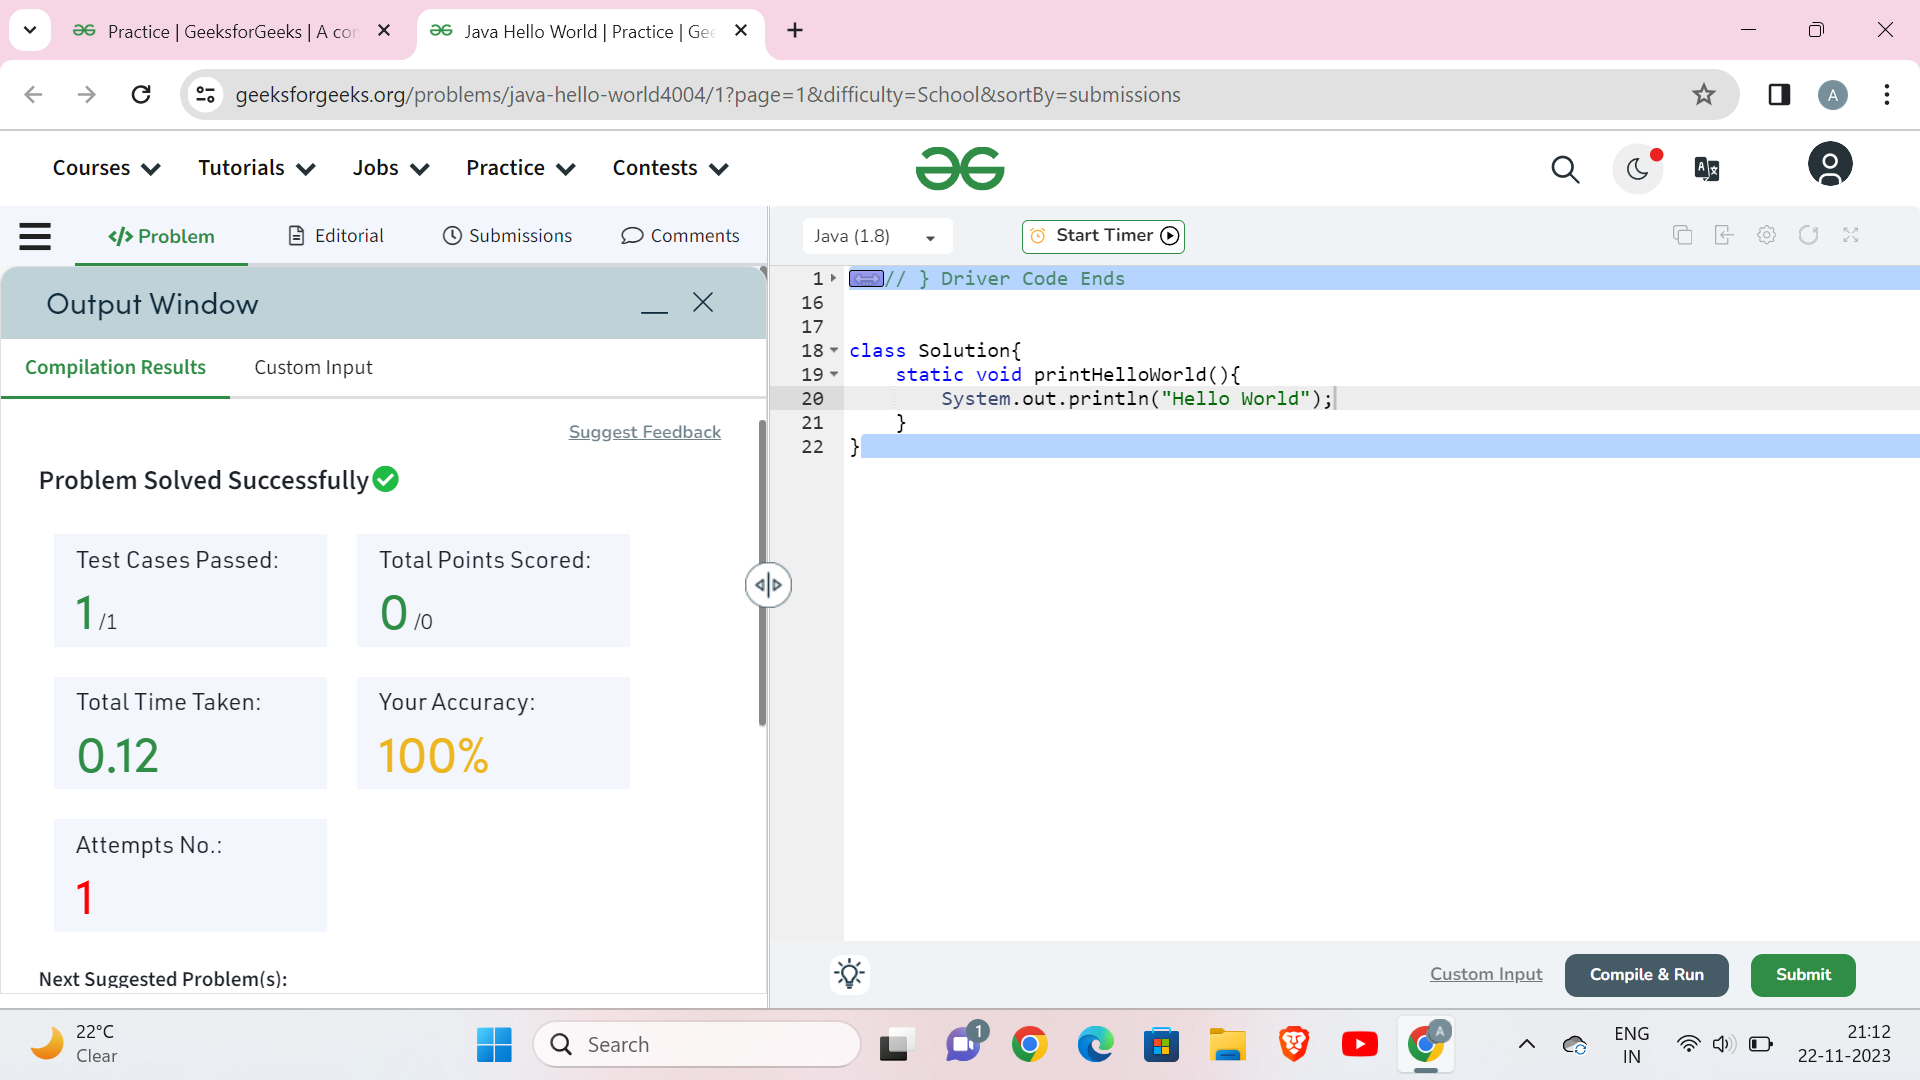 Practice | GeeksforGeeks | A cor
Java Hello World | Practice | Gee
geeksforgeeks.org/problems/java-hello-world4004/1?page=1&difficulty=School&sortBy=submissions
A
Courses Tutorials Jobs Practice Contests
Problem Editorial Submissions Comments
Java (1.8) Start Timer
Output Window
Compilation Results Custom Input
Suggest Feedback
Problem Solved Successfully
Test Cases Passed:
1 /1
Total Points Scored:
0 /0
Total Time Taken:
0.12
Your Accuracy:
100%
Attempts No.:
1
Next Suggested Problem(s):
1 // } Driver Code Ends
16
17
18 class Solution{
19 static void printHelloWorld(){
20 System.out.println("Hello World");
21 }
22 }
Custom Input Compile & Run Submit
22°C
Clear
Search
1
A
ENG
IN
21:12
22-11-2023